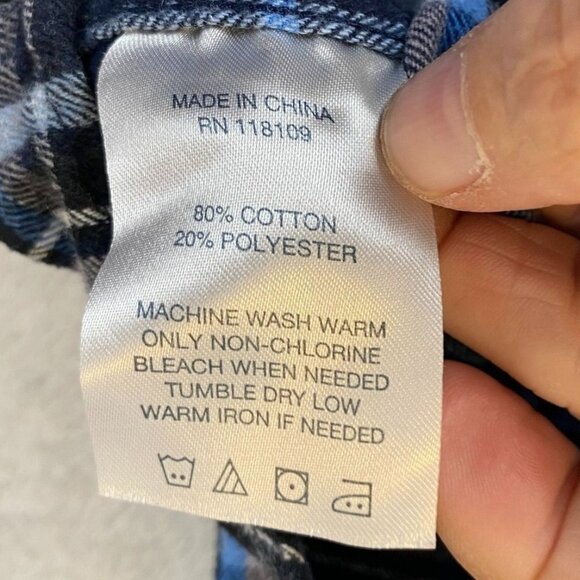 MADE IN CHINA
RN 118109
80% COTTON
20% POLYESTER
MACHINE WASH WARM
ONLY NON-CHLORINE
BLEACH WHEN NEEDED
TUMBLE DRY LOW
WARM IRON IF NEEDED